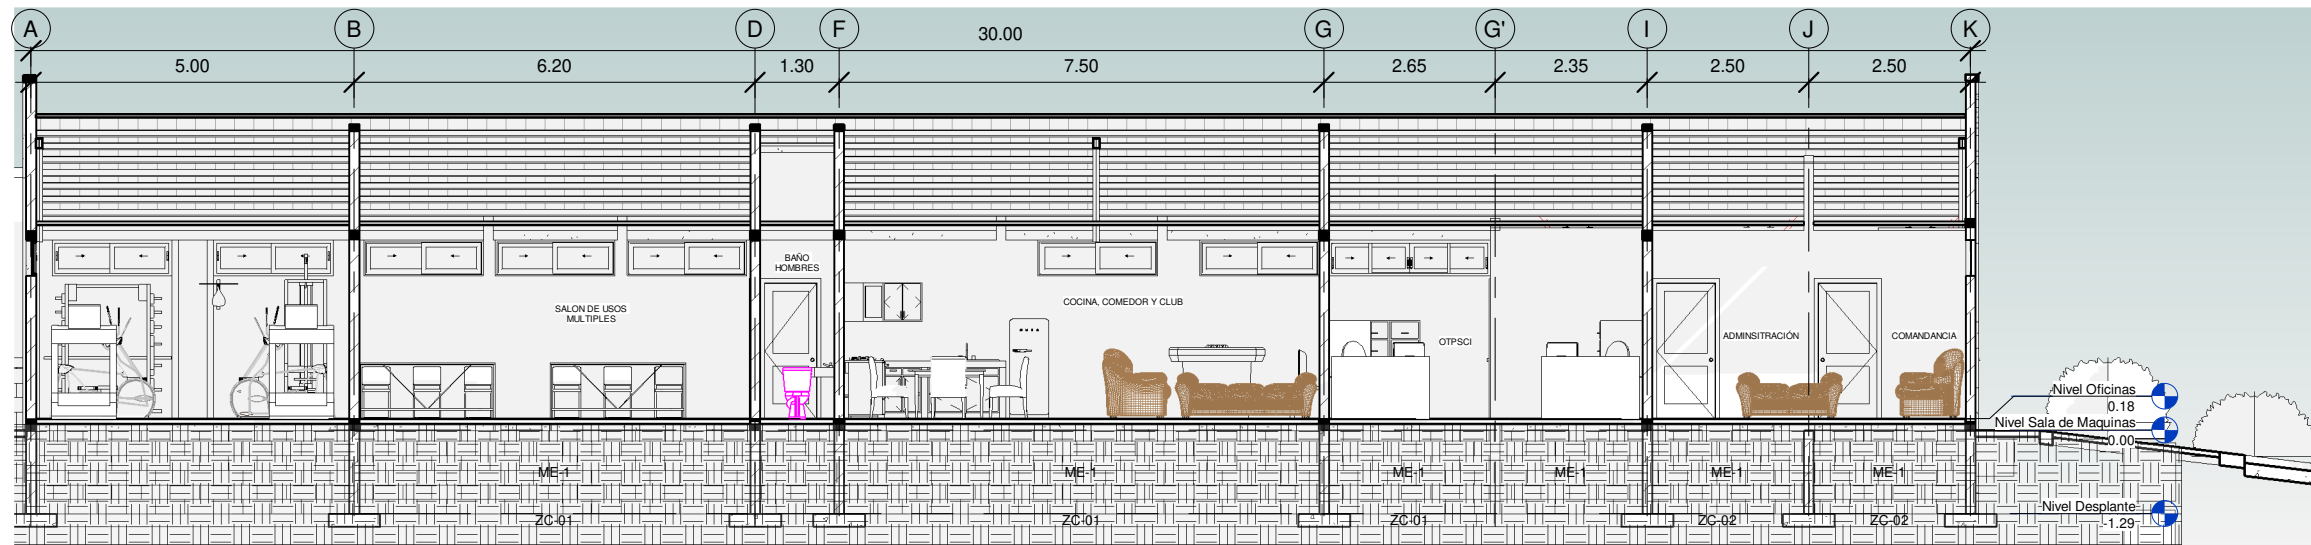 A B D F G G' I J K
30.00
5.00 6.20 1.30 7.50 2.65 2.35 2.50 2.50
BAÑO
HOMBRES
SALON DE USOS
MULTIPLES
COCINA, COMEDOR Y CLUB
OTPSCI
ADMINSITRACIÓN
COMANDANCIA
Nivel Oficinas
0.18
Nivel Sala de Maquinas
0.00
ME-1 ME-1 ME-1 ME-1 ME-1 ME-1
Nivel Desplante
-1.29
ZC-01 ZC-01 ZC-01 ZC-02 ZC-02